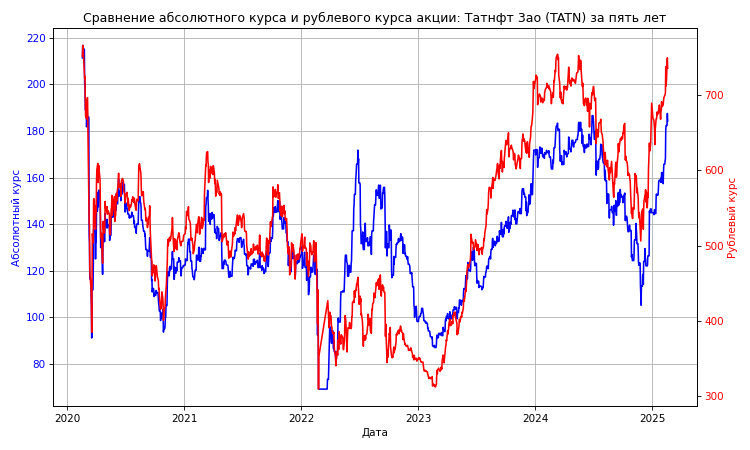 Сравнение абсолютного курса и рублевого курса акции: Татнфт Зао (TATN) за пять лет
Абсолютный курс
220
200
180
160
140
120
100
80
700
600
500
400
300
Рублевый курс
2020 2021 2022 2023 2024 2025
Дата